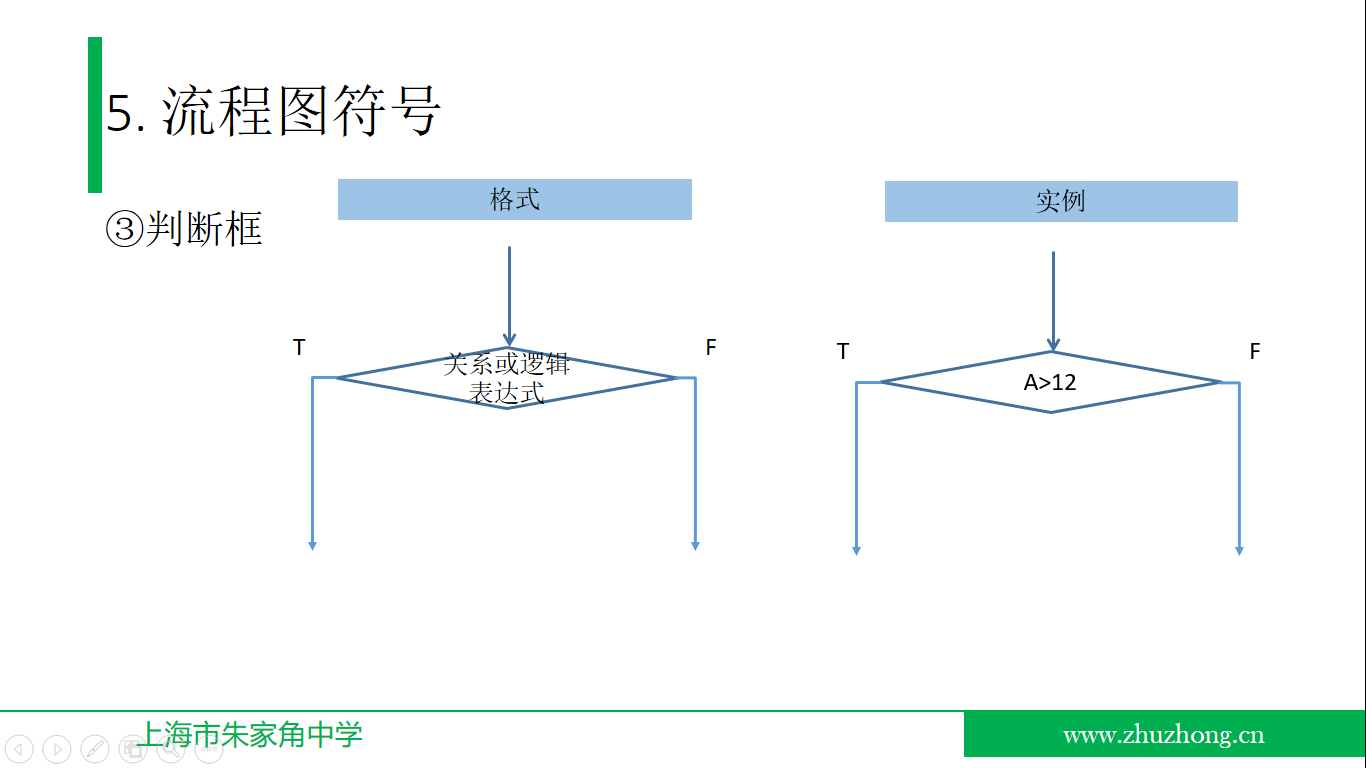 5. 流程图符号
③判断框
格式
实例
T
F
关系或逻辑
表达式
T
F
A>12
上海市朱家角中学
www.zhuzhong.cn